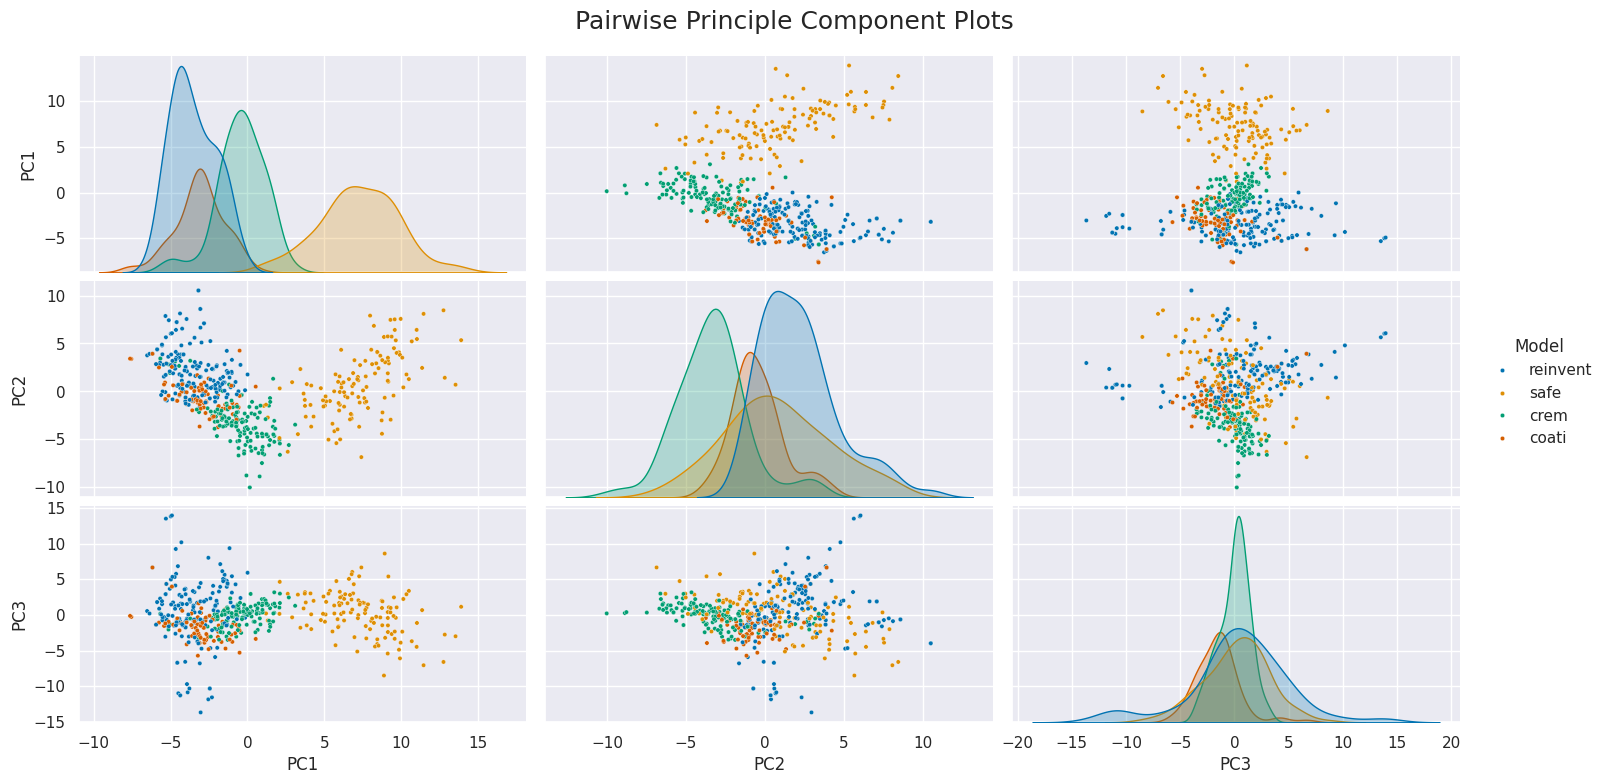 Pairwise Principle Component Plots
PC1
10
5
0
−5
PC2
10
5
0
−5
−10
Model
reinvent
safe
crem
coati
PC3
15
10
5
0
−5
−10
−15
−10 −5 0 5 10 15
−10 −5 0 5 10
−20 −15 −10 −5 0 5 10 15 20
PC1 PC2 PC3